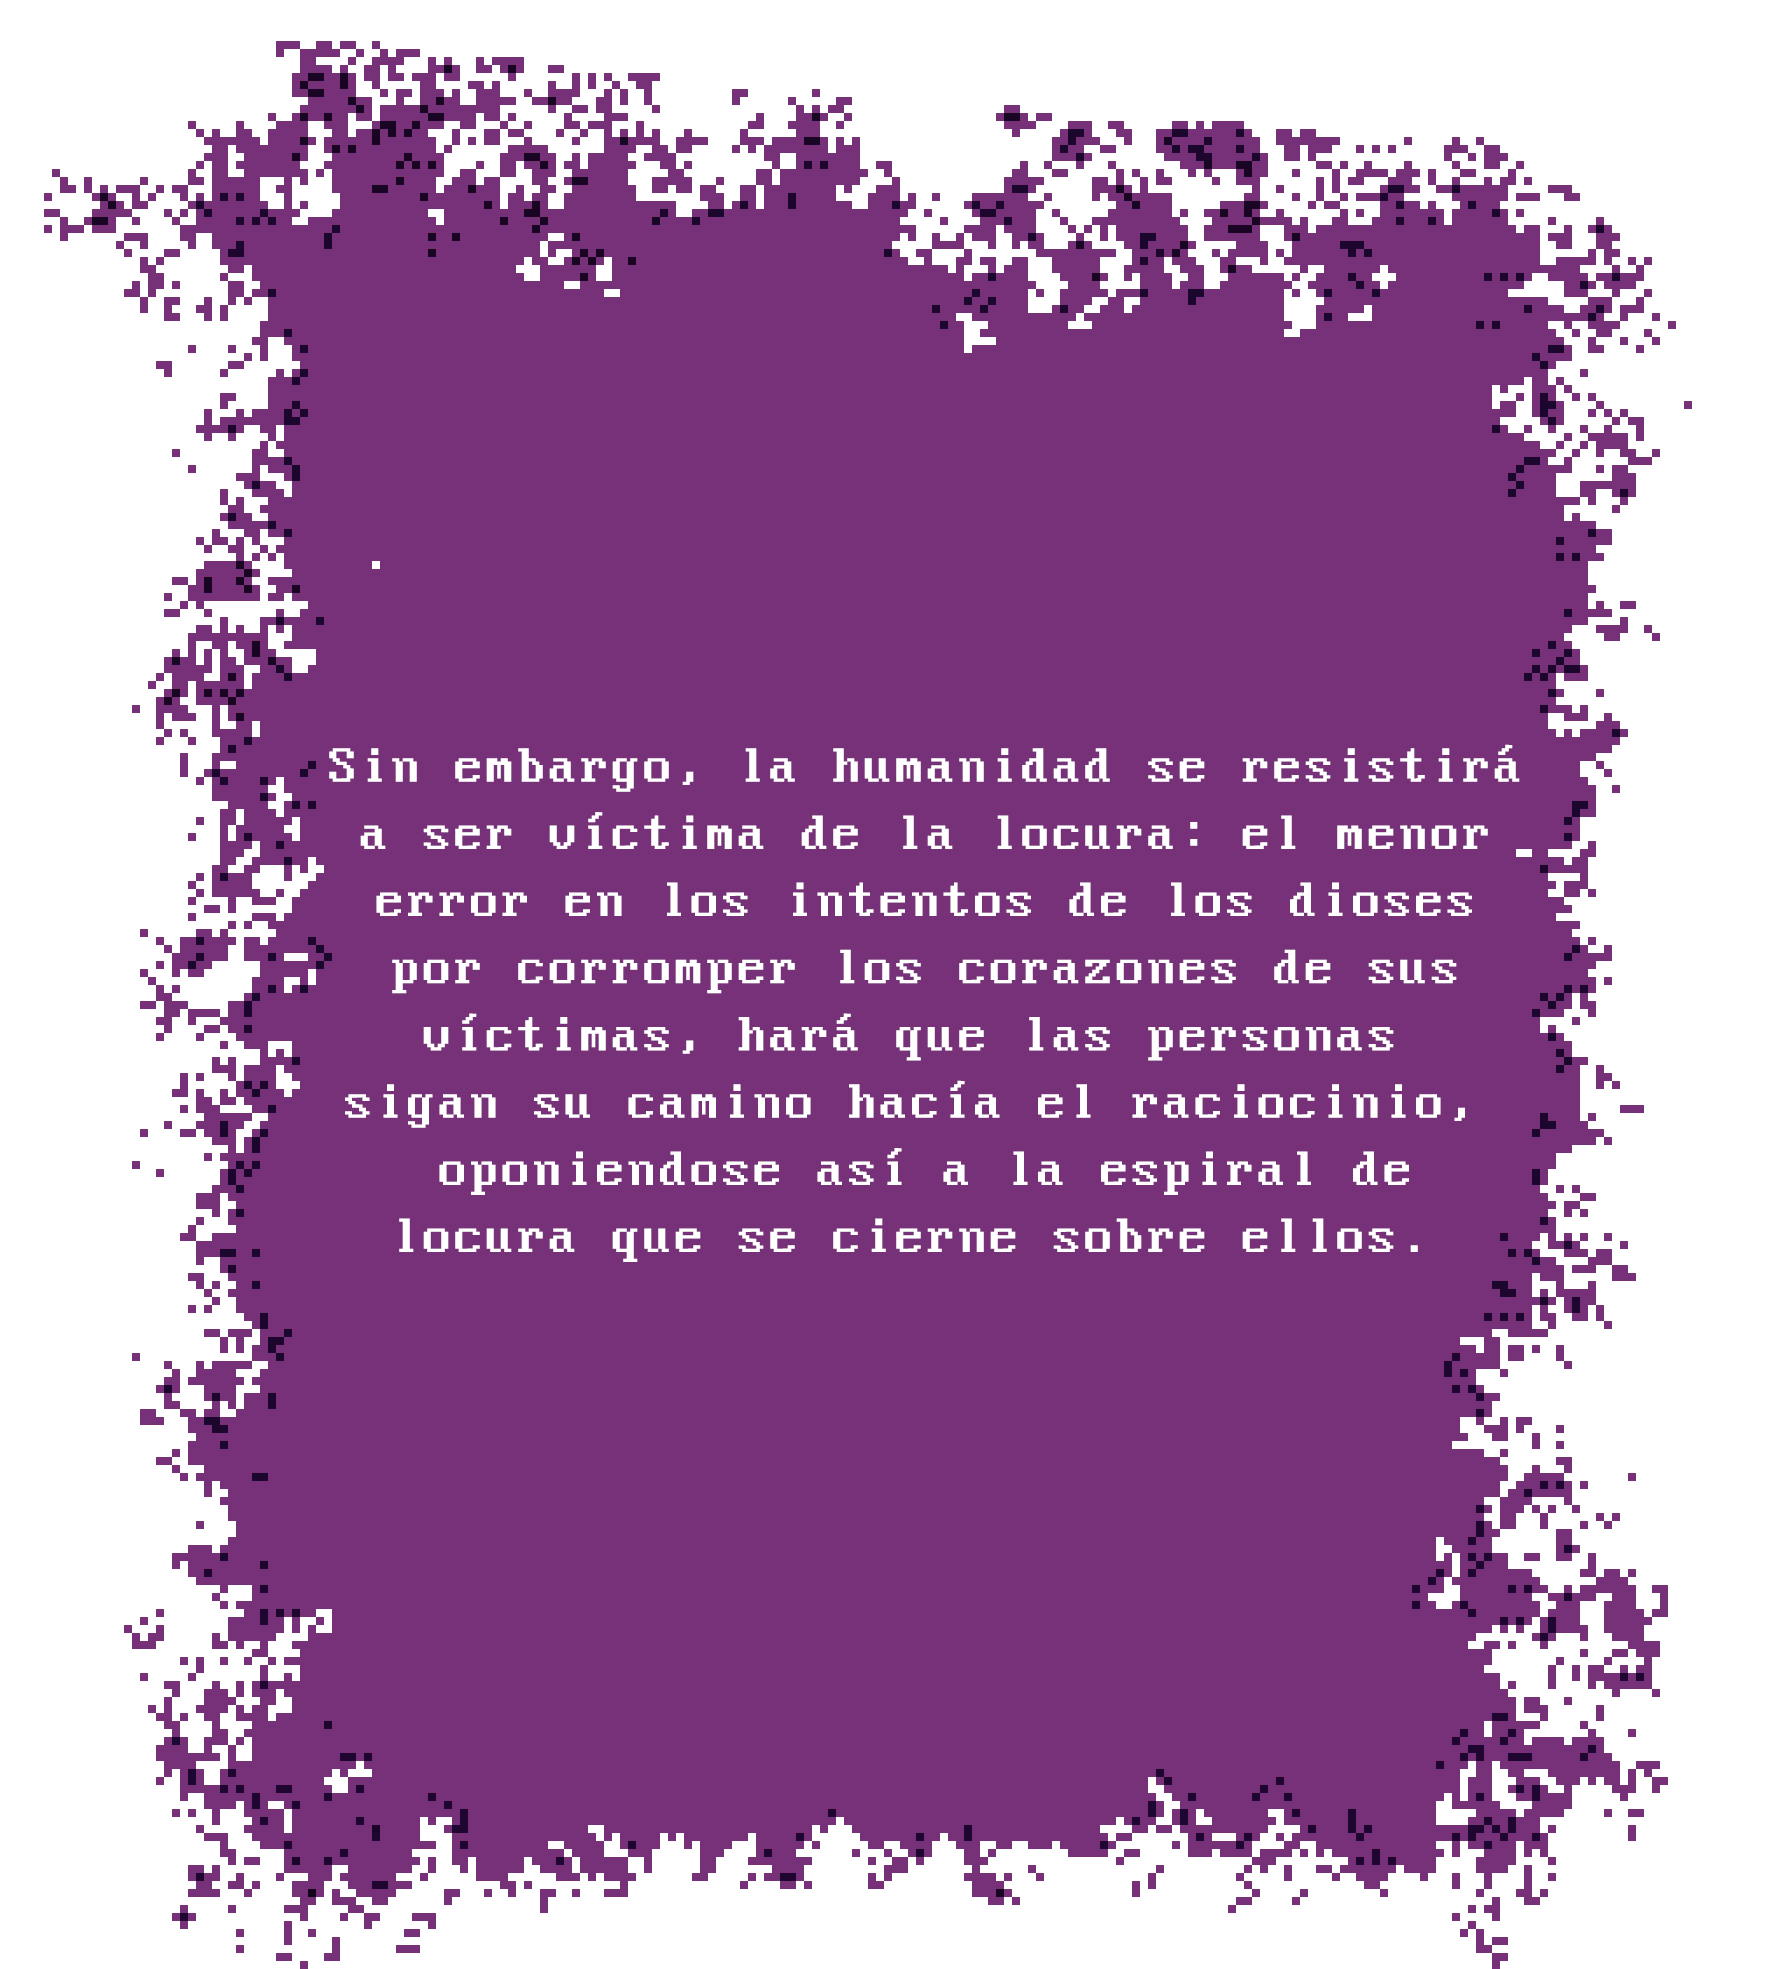 Sin embargo, la humanidad se resistirá
a ser víctima de la locura: el menor
error en los intentos de los dioses
por corromper los corazones de sus
víctimas, hará que las personas
sigan su camino hacía el raciocinio,
oponiendose así a la espiral de
locura que se cierne sobre ellos.